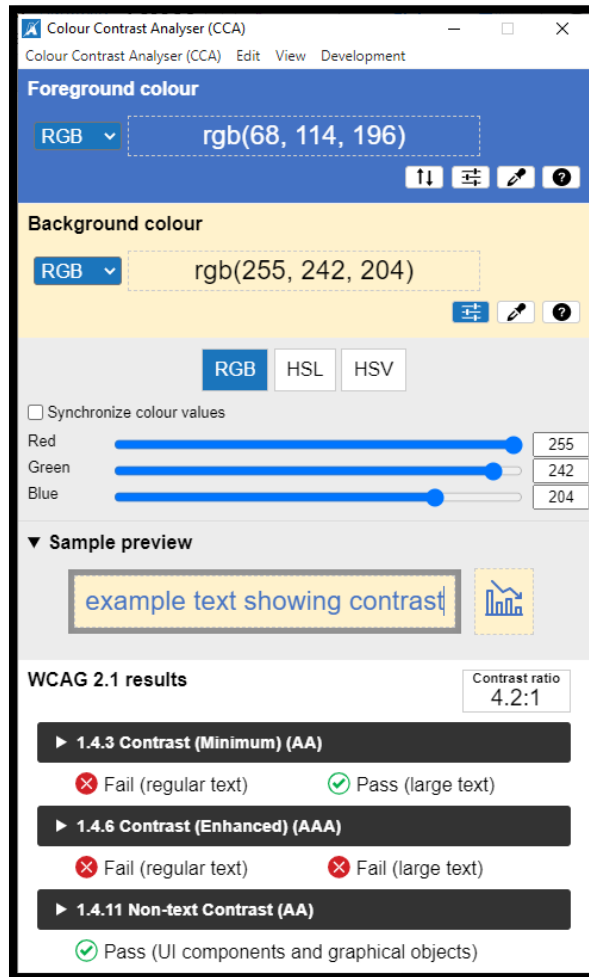 Colour Contrast Analyser (CCA)
Colour Contrast Analyser (CCA) Edit View Development
Foreground colour
RGB rgb(68, 114, 196)
Background colour
RGB rgb(255, 242, 204)
RGB HSL HSV
Synchronize colour values
Red 255
Green 242
Blue 204
▼ Sample preview
example text showing contrast
WCAG 2.1 results
Contrast ratio
4.2:1
1.4.3 Contrast (Minimum) (AA)
Fail (regular text) Pass (large text)
1.4.6 Contrast (Enhanced) (AAA)
Fail (regular text) Fail (large text)
1.4.11 Non-text Contrast (AA)
Pass (UI components and graphical objects)